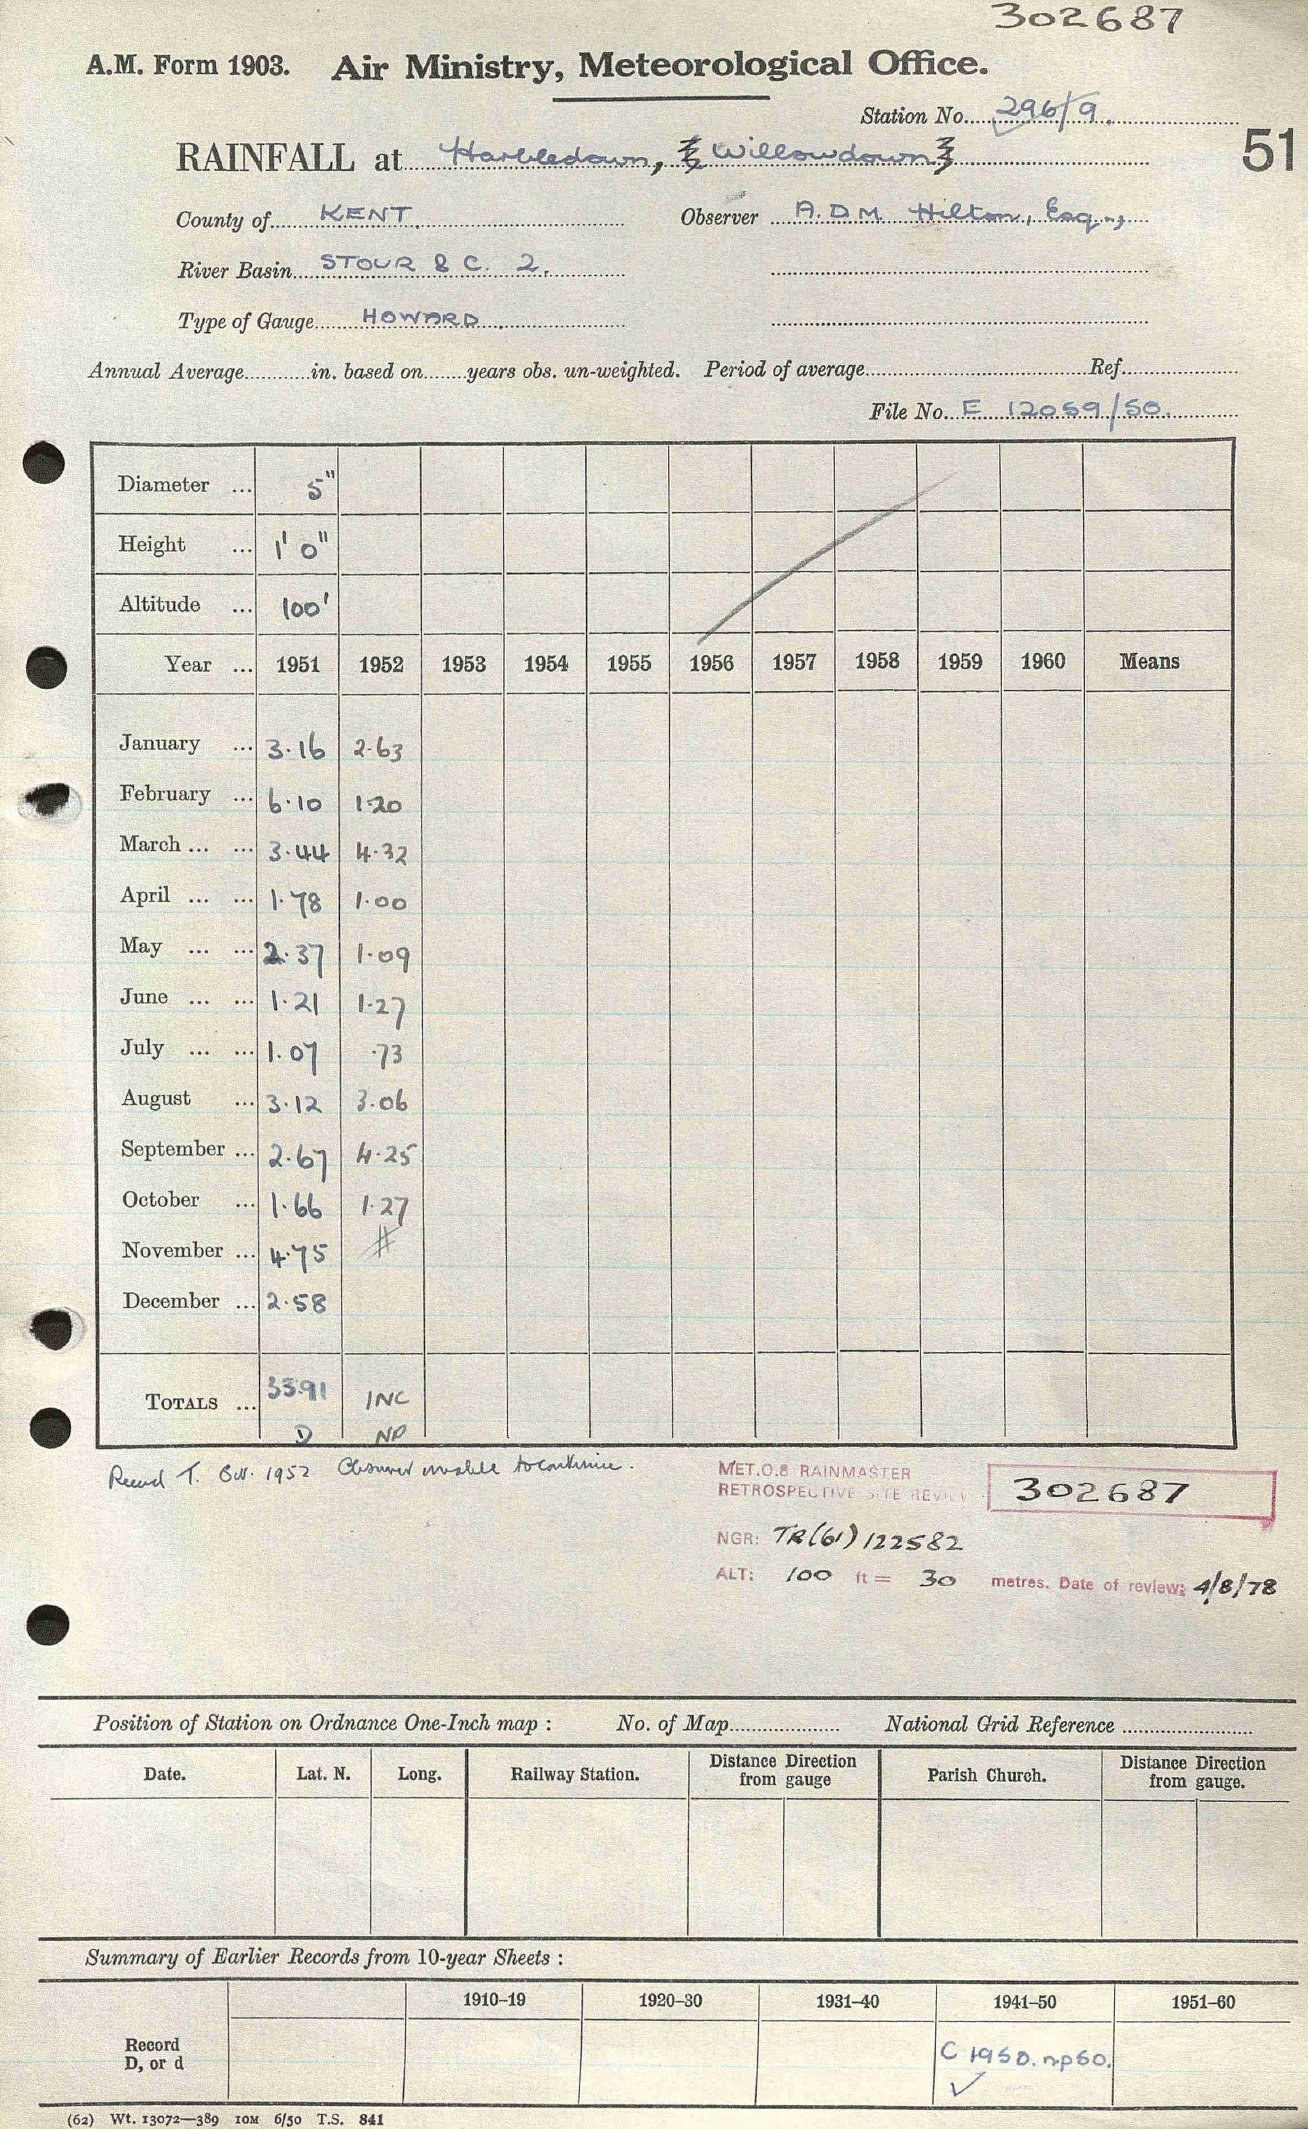 302687
A.M. Form 1903. Air Ministry, Meteorological Office.
Station No. 296/9.
51
RAINFALL at Harbledown, { Willowdown }
County of KENT. Observer A.D.M. Hilton, Esq.,
River Basin STOUR & C. 2.
Type of Gauge HOWARD
Annual Average in. based on years obs. un-weighted. Period of average Ref.
File No. E 12059/50.
Diameter ... 5"
Height ... 1' 0"
Altitude ... 100'
Year ... 1951 1952 1953 1954 1955 1956 1957 1958 1959 1960 Means
January ... 3.16 2.63
February ... 6.10 1.20
March ... ... 3.44 4.32
April ... ... 1.78 1.00
May ... ... 2.37 1.09
June ... ... 1.21 1.27
July ... ... 1.07 .73
August ... 3.12 3.06
September ... 2.67 4.25
October ... 1.66 1.27
November ... 4.75 #
December ... 2.58
TOTALS ... 33.91 INC
D NP
Record T. Oct. 1952 Observer unable to continue.
MET.O.8 RAINMASTER
RETROSPECTIVE SITE REVIEW 302687
NGR: TR(61)122582
ALT: 100 ft = 30 metres. Date of review: 4/8/78
Position of Station on Ordnance One-Inch map : No. of Map National Grid Reference
Date. Lat. N. Long. Railway Station. Distance Direction from gauge Parish Church. Distance Direction from gauge.
Summary of Earlier Records from 10-year Sheets :
1910–19 1920–30 1931–40 1941–50 1951–60
Record
D, or d
C 1950. np50.
(62) Wt. 13072—389 10M 6/50 T.S. 841